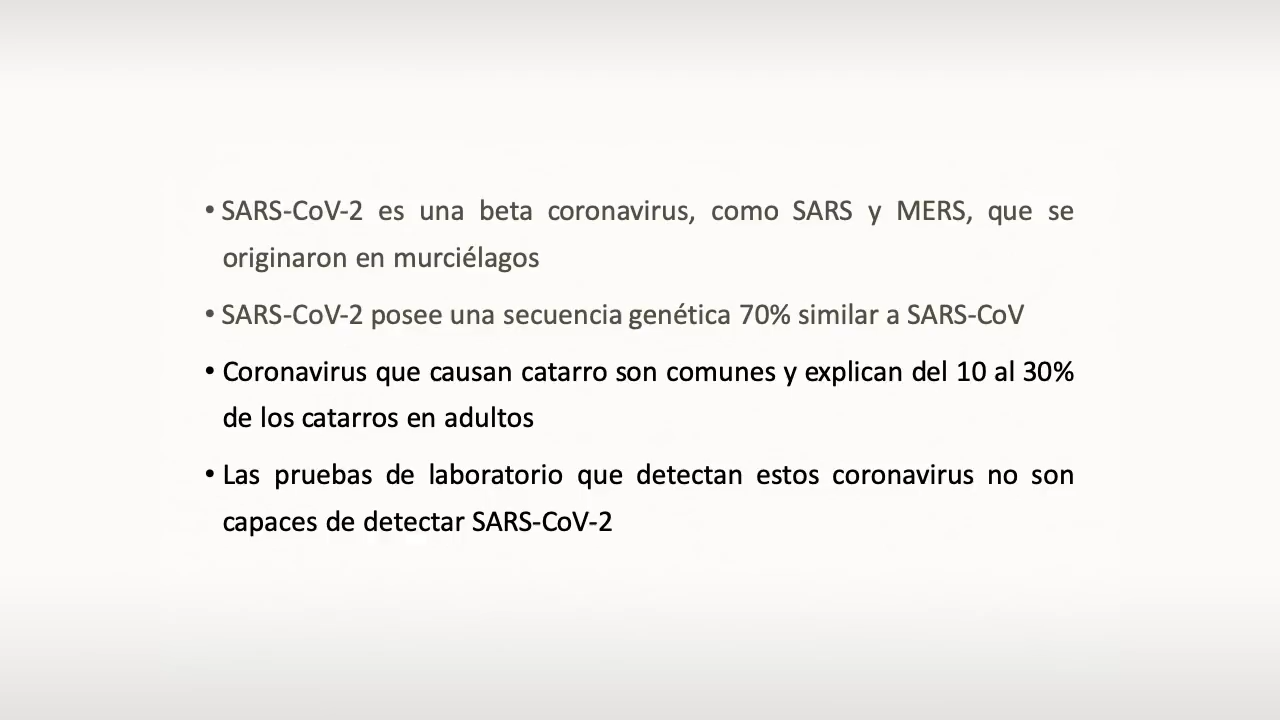 • SARS-CoV-2 es una beta coronavirus, como SARS y MERS, que se
originaron en murciélagos
• SARS-CoV-2 posee una secuencia genética 70% similar a SARS-CoV
• Coronavirus que causan catarro son comunes y explican del 10 al 30%
de los catarros en adultos
• Las pruebas de laboratorio que detectan estos coronavirus no son
capaces de detectar SARS-CoV-2